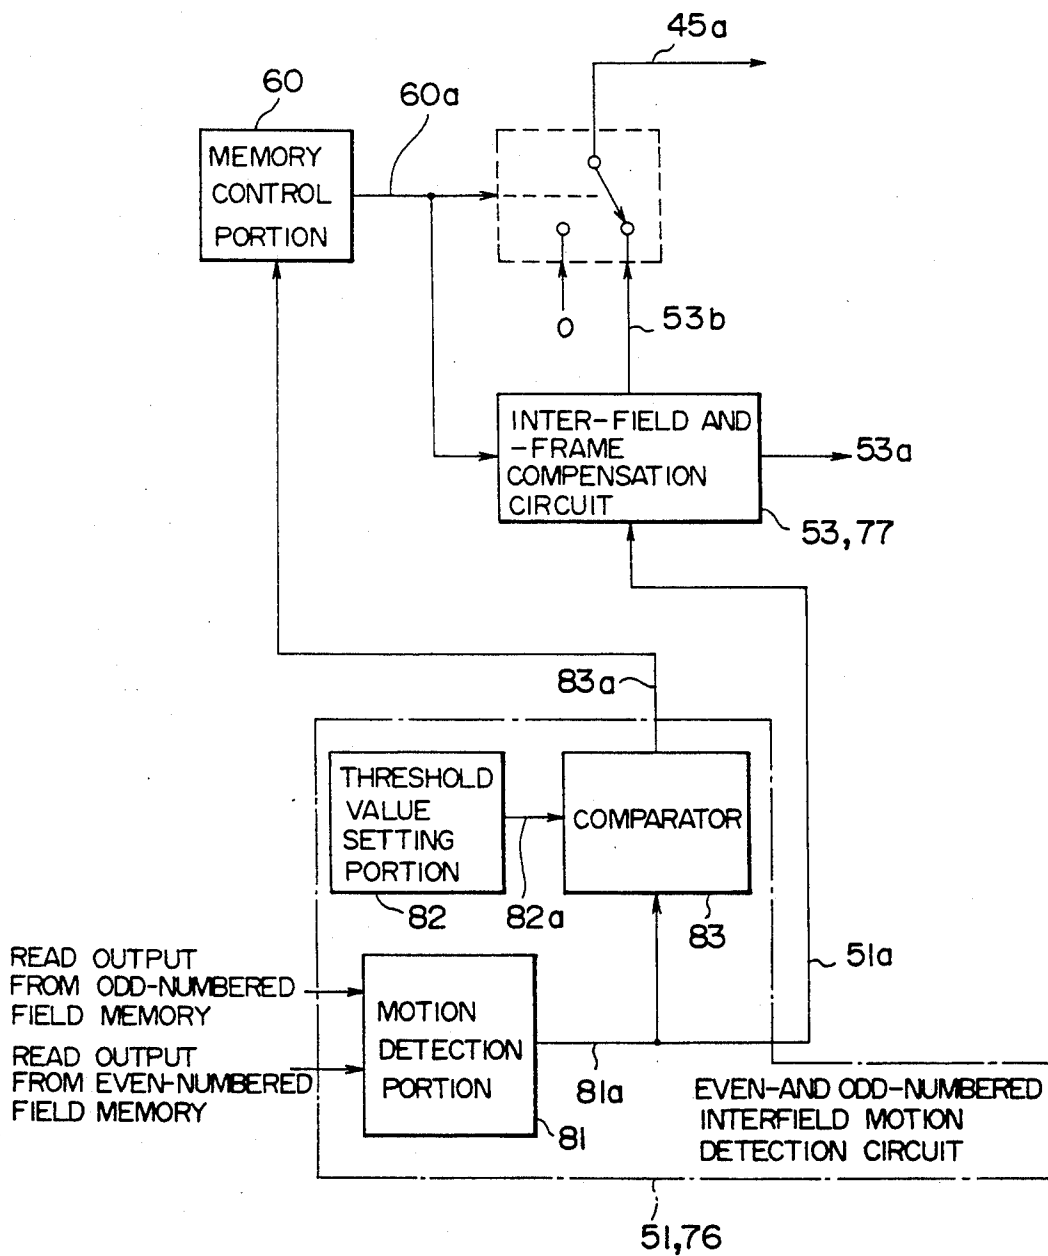 45a
60
60a
MEMORY
CONTROL
PORTION
0
53b
INTER-FIELD AND
-FRAME
COMPENSATION
CIRCUIT
53a
53,77
83a
THRESHOLD
VALUE
SETTING
PORTION
COMPARATOR
82
82a
83
51a
READ OUTPUT
FROM ODD-NUMBERED
FIELD MEMORY
READ OUTPUT
FROM EVEN-NUMBERED
FIELD MEMORY
MOTION
DETECTION
PORTION
81a
81
EVEN-AND ODD-NUMBERED
INTERFIELD MOTION
DETECTION CIRCUIT
51,76